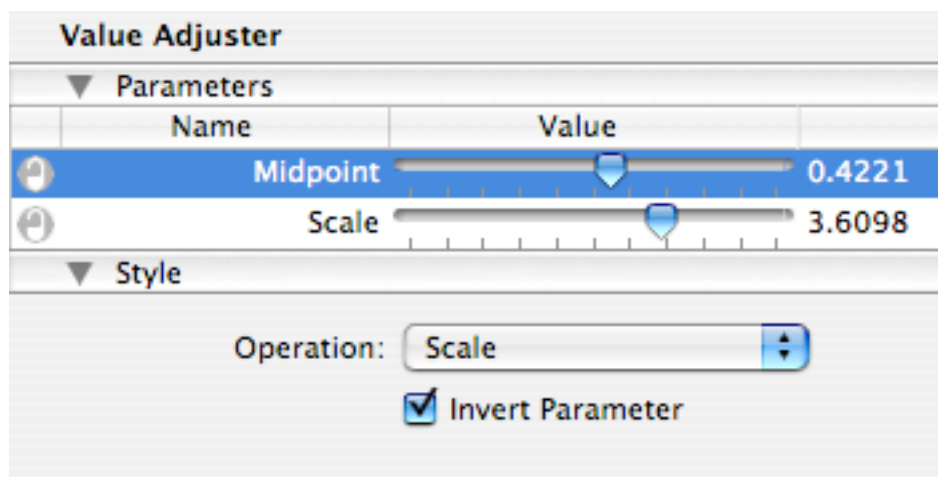 Value Adjuster
Parameters
Name Value
Midpoint 0.4221
Scale 3.6098
Style
Operation: Scale
Invert Parameter